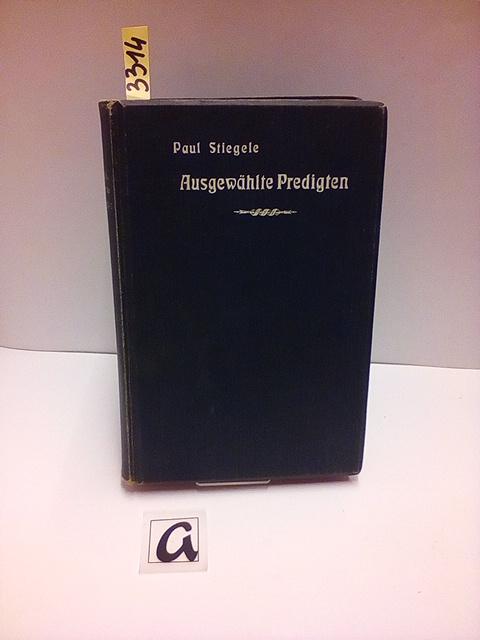 3314
Paul Stiegele
Ausgewählte Predigten
a